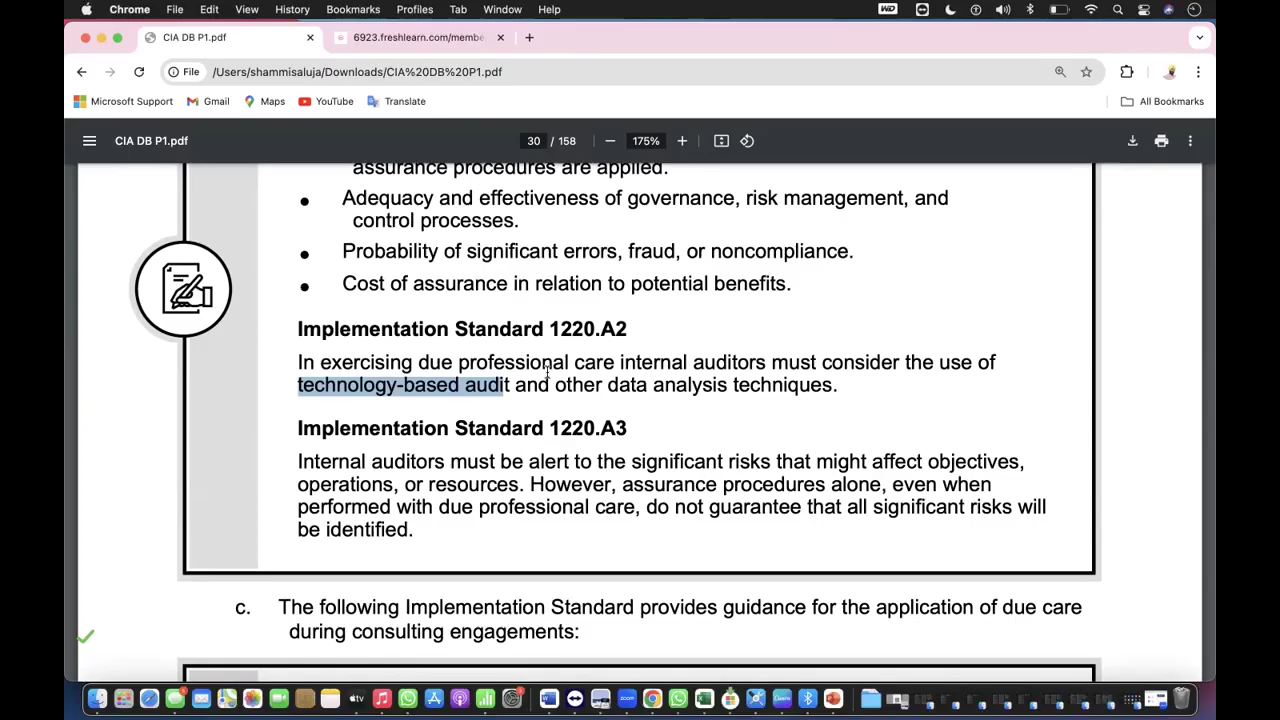 Chrome File Edit View History Bookmarks Profiles Tab Window Help
CIA DB P1.pdf
6923.freshlearn.com/membe
File /Users/shammisaluja/Downloads/CIA%20DB%20P1.pdf
Microsoft Support Gmail Maps YouTube Translate All Bookmarks
CIA DB P1.pdf 30 / 158 175%
assurance procedures are applied.
● Adequacy and effectiveness of governance, risk management, and
control processes.
● Probability of significant errors, fraud, or noncompliance.
● Cost of assurance in relation to potential benefits.
Implementation Standard 1220.A2
In exercising due professional care internal auditors must consider the use of
technology-based audit and other data analysis techniques.
Implementation Standard 1220.A3
Internal auditors must be alert to the significant risks that might affect objectives,
operations, or resources. However, assurance procedures alone, even when
performed with due professional care, do not guarantee that all significant risks will
be identified.
c. The following Implementation Standard provides guidance for the application of due care
during consulting engagements: